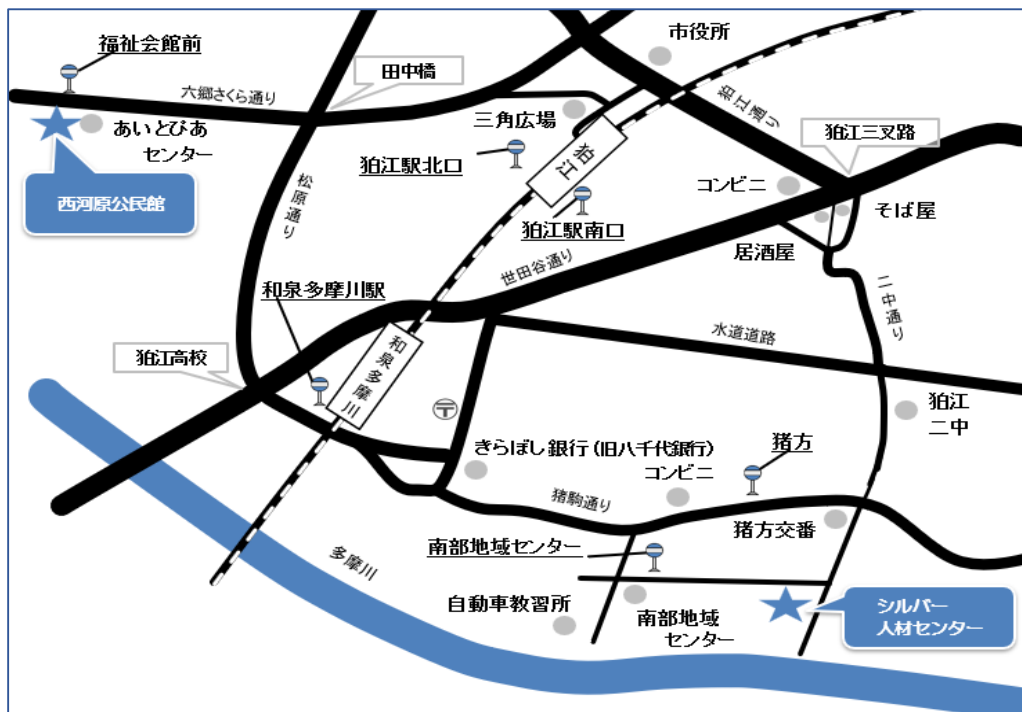 福祉会館前
市役所
田中橋
六郷さくら通り
狛江通り
三角広場
あいとぴあ
センター
狛江三叉路
狛江
狛江駅北口
コンビニ
西河原公民館
松原通り
そば屋
狛江駅南口
居酒屋
世田谷通り
二中通り
和泉多摩川駅
水道道路
和泉多摩川
狛江高校
〒
狛江
二中
きらぼし銀行(旧八千代銀行)
猪方
コンビニ
猪駒通り
猪方交番
南部地域センター
多摩川
自動車教習所
南部地域
センター
シルバー
人材センター